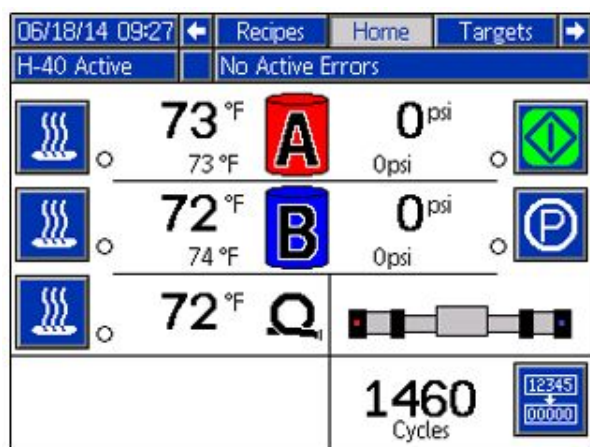 06/18/14 09:27 Recipes Home Targets
H-40 Active No Active Errors
73 °F A 0 psi
73 °F 0psi
72 °F B 0 psi
74 °F 0psi
P
72 °F
1460
Cycles
12345
00000